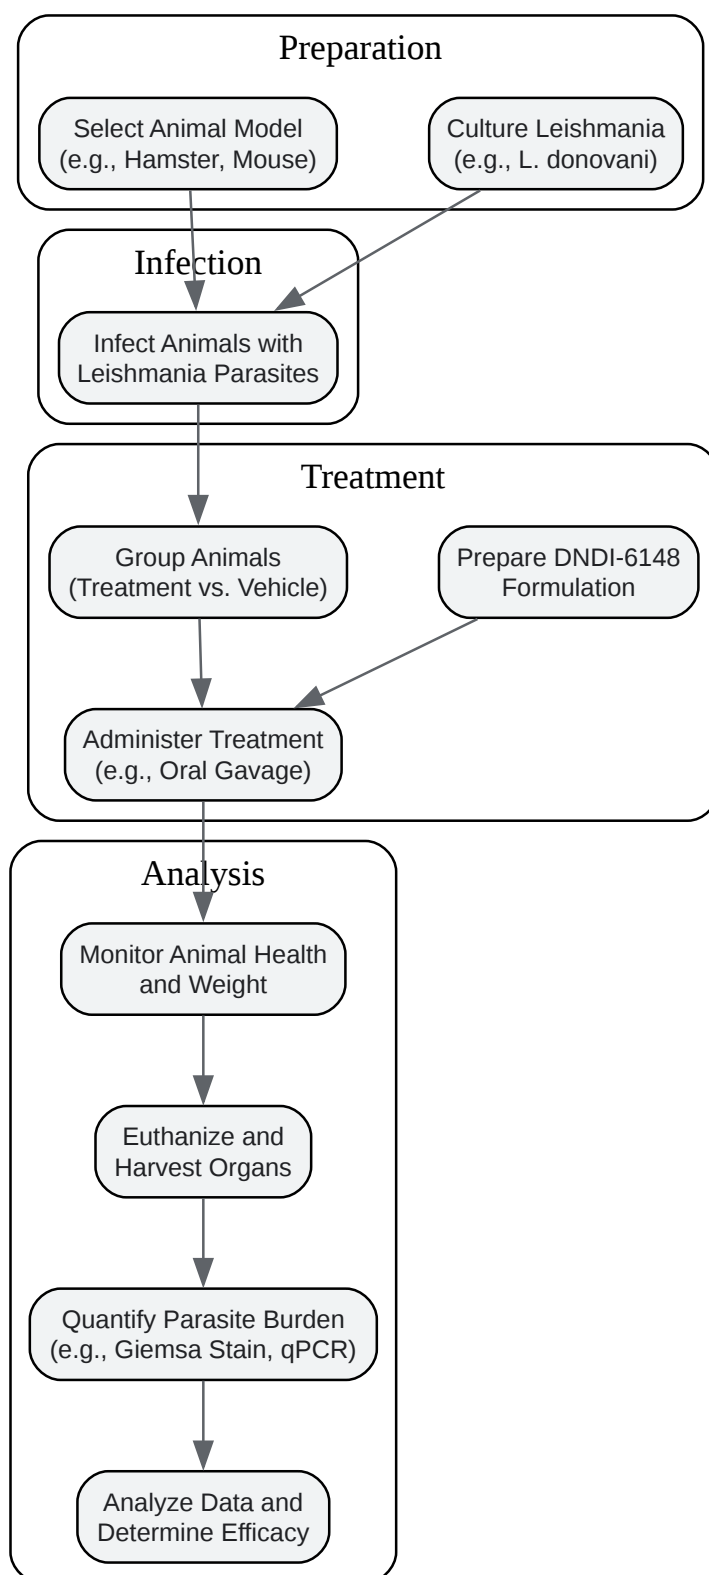 Preparation
Select Animal Model
(e.g., Hamster, Mouse)
Culture Leishmania
(e.g., L. donovani)
Infection
Infect Animals with
Leishmania Parasites
Treatment
Group Animals
(Treatment vs. Vehicle)
Prepare DNDI-6148
Formulation
Administer Treatment
(e.g., Oral Gavage)
Analysis
Monitor Animal Health
and Weight
Euthanize and
Harvest Organs
Quantify Parasite Burden
(e.g., Giemsa Stain, qPCR)
Analyze Data and
Determine Efficacy